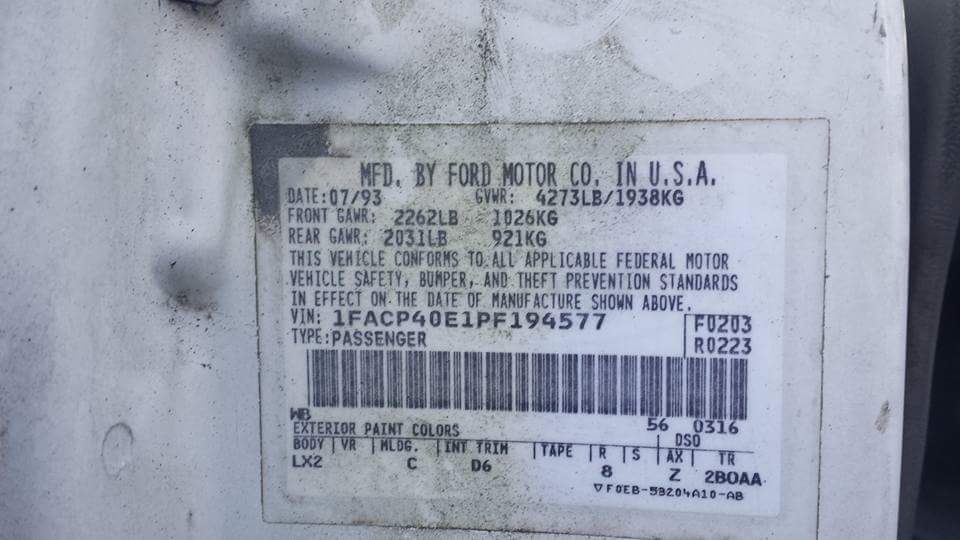 MFD. BY FORD MOTOR CO. IN U.S.A.
DATE:07/93 GVWR: 4273LB/1938KG
FRONT GAWR: 2262LB 1026KG
REAR GAWR: 2031LB 921KG
THIS VEHICLE CONFORMS TO ALL APPLICABLE FEDERAL MOTOR
VEHICLE SAFETY, BUMPER, AND THEFT PREVENTION STANDARDS
IN EFFECT ON THE DATE OF MANUFACTURE SHOWN ABOVE.
VIN: 1FACP40E1PF194577 F0203
TYPE:PASSENGER R0223
WB 56 0316
EXTERIOR PAINT COLORS DSO
BODY | VR | MLDG. | INT TRIM | TAPE | R | S | AX | TR
LX2 C D6 8 Z 2BOAA
▽F0EB-5B204A10-AB